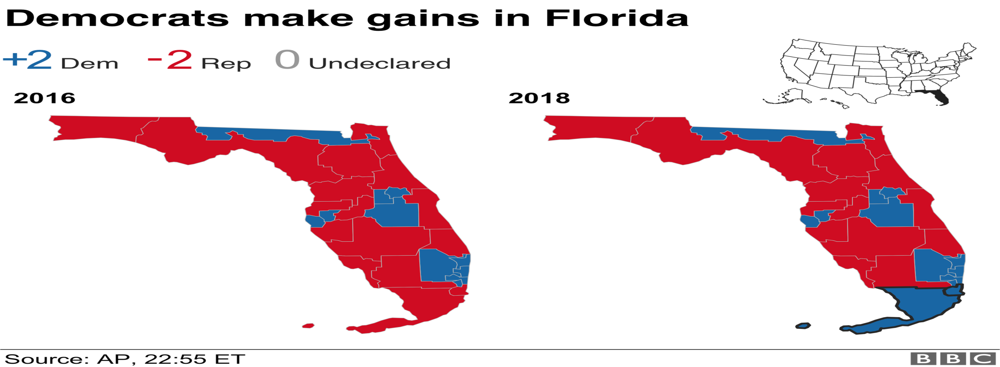 Democrats make gains in Florida
+2 Dem -2 Rep 0 Undeclared
2016
2018
Source: AP, 22:55 ET
BBC